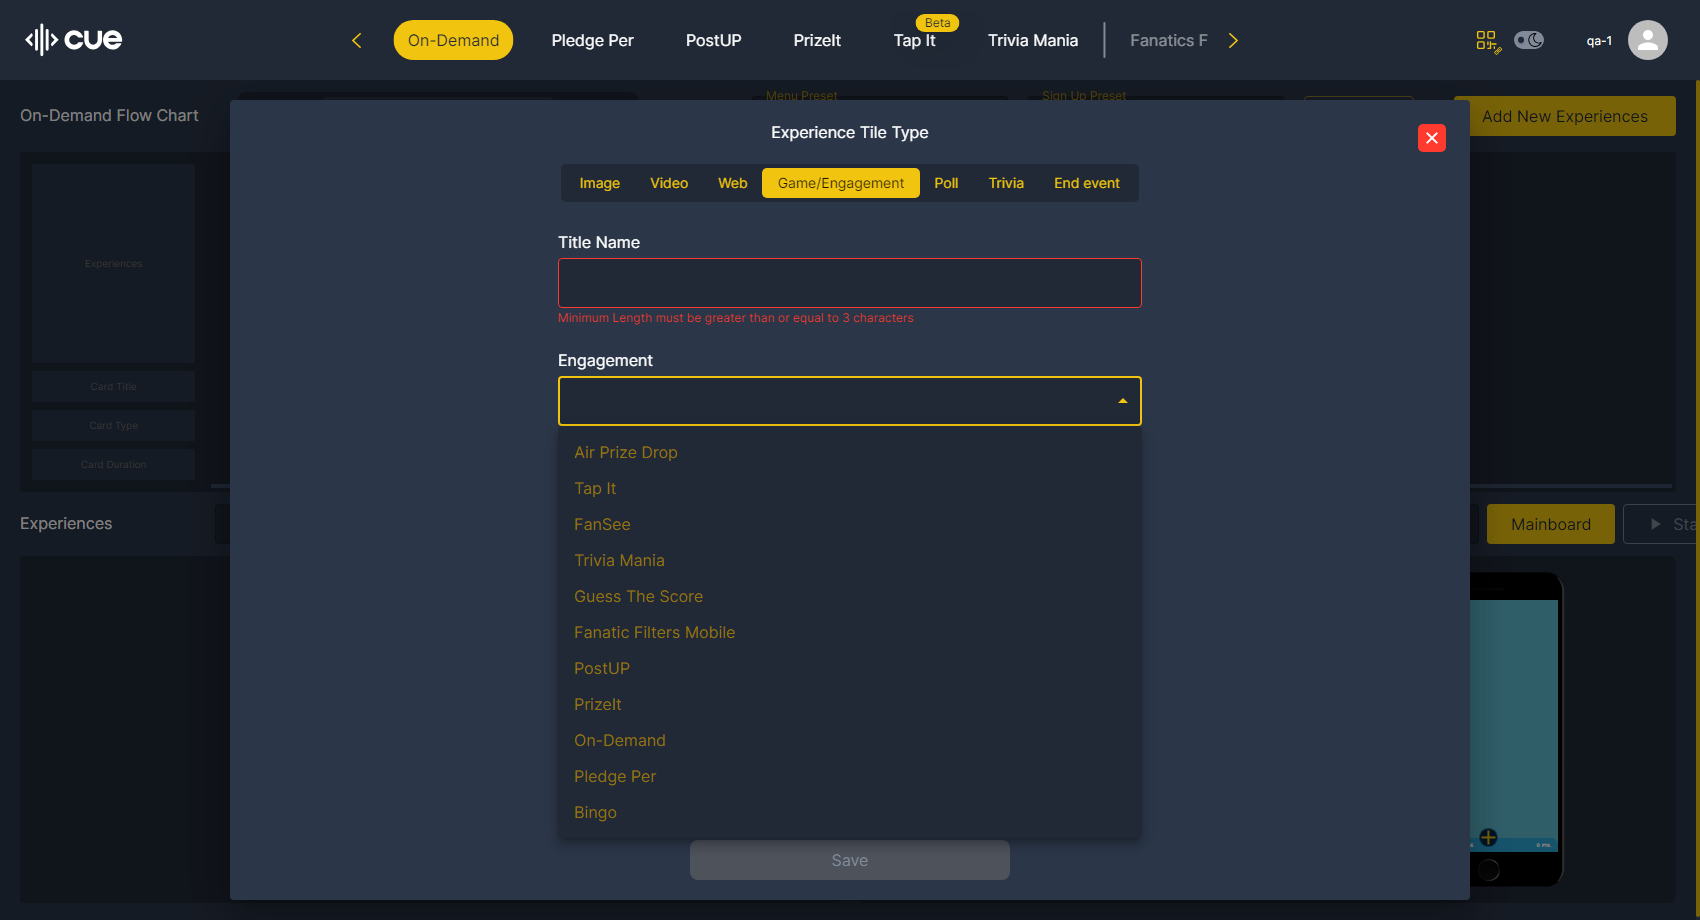 cue
On-Demand
Pledge Per
PostUP
PrizeIt
Beta
Tap It
Trivia Mania
Fanatics F
qa-1
On-Demand Flow Chart
Menu Preset
Sign Up Preset
Add New Experiences
Experience Tile Type
Image
Video
Web
Game/Engagement
Poll
Trivia
End event
Experiences
Card Title
Card Type
Card Duration
Title Name
Minimum Length must be greater than or equal to 3 characters
Engagement
Air Prize Drop
Tap It
FanSee
Trivia Mania
Guess The Score
Fanatic Filters Mobile
PostUP
PrizeIt
On-Demand
Pledge Per
Bingo
Save
Experiences
Mainboard
Sta